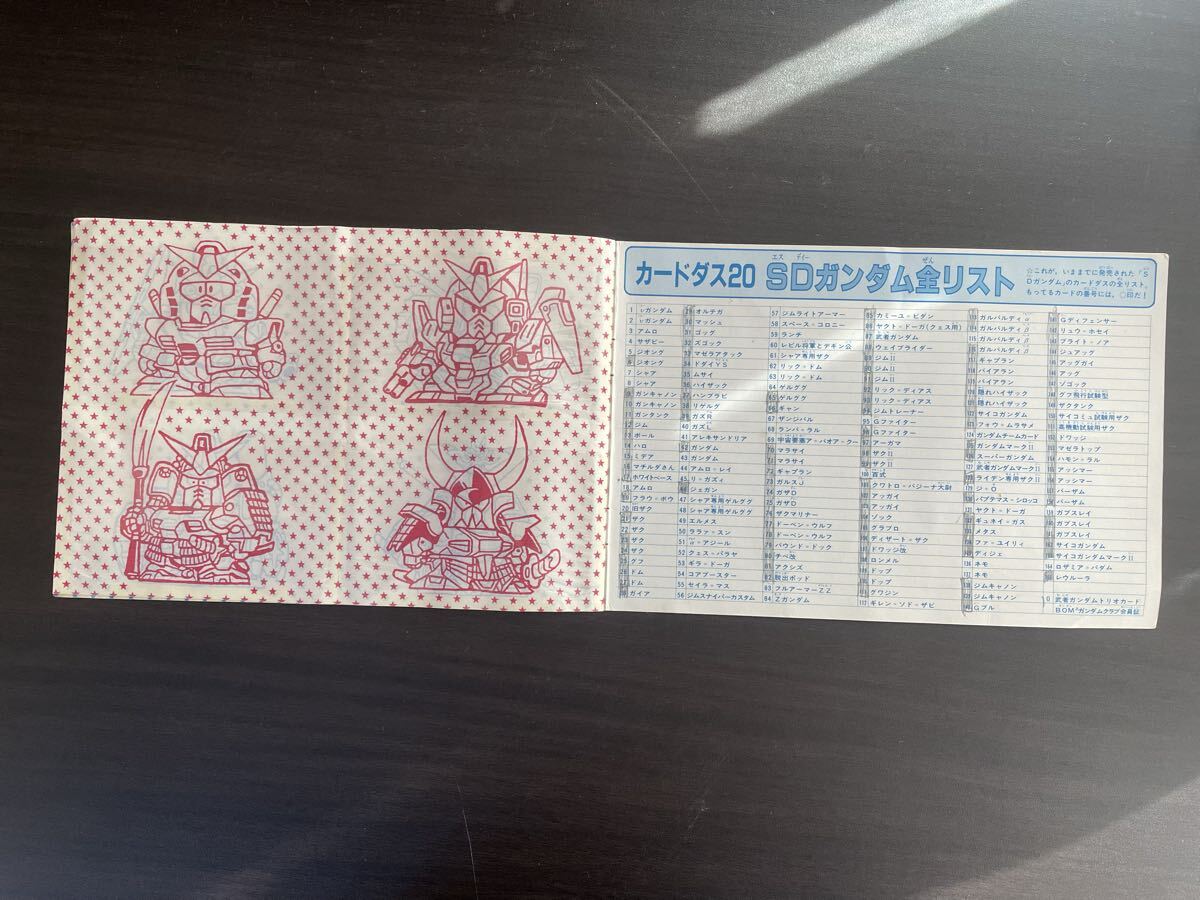 エス ディー ぜん
カードダス20 SDガンダム全リスト
☆これが、いままでに発売された「S
Dガンダム」のカードダスの全リスト。
もってるカードの番号には、○印だ!
1 νガンダム
2 νガンダム
3 アムロ
4 サザビー
5 ジオング
6 ジオング
7 シャア
8 シャア
9 ガンキャノン
10 ガンキャノン
11 ガンタンク
12 ジム
13 ボール
14 ハロ
15 ミデア
16 マチルダさん
17 ホワイトベース
18 アムロ
19 フラウ・ボウ
20 旧ザク
21 ザク
22 ザク
23 ザク
24 ザク
25 グフ
26 ドム
27 ドム
28 ガイア
29 オルテガ
30 マッシュ
31 ゴッグ
32 ズゴック
33 マゼラアタック
34 ドダイYS
35 ムサイ
36 ハイザック
37 ハンブラビ
38 リゲルグ
39 ガズR
40 ガズL
41 アレキサンドリア
42 ガンダム
43 ガンダム
44 アムロ=レイ
45 リ=ガズィ
46 ジェガン
47 シャア専用ゲルググ
48 シャア専用ゲルググ
49 エルメス
50 ララァ=スン
51 α=アジール
52 クェス=パラヤ
53 ギラ=ドーガ
54 コアブースター
55 セイラ=マス
56 ジムスナイパーカスタム
57 ジムライトアーマー
58 スペース=コロニー
59 ランチ
60 レビル将軍とデギン公
61 シャア専用ザク
62 リック=ドム
63 リック=ドム
64 ゲルググ
65 ゲルググ
66 ギャン
67 ザンジバル
68 ランバ=ラル
69 宇宙要塞ア=バオア=クー
70 マラサイ
71 マラサイ
72 ギャプラン
73 ガルスJ
74 ガザD
75 ガザD
76 ザクマリナー
77 ドーベン=ウルフ
78 ドーベン=ウルフ
79 バウンド=ドック
80 チベ改
81 アクシズ
82 脱出ポッド
83 フルアーマーZZ
84 Zガンダム
85 カミーユ=ビダン
86 ヤクト=ドーガ(クェス用)
87 武者ガンダム
88 ウェイブライダー
89 ジムII
90 ジムII
91 ジムII
92 リック=ディアス
93 リック=ディアス
94 ジムトレーナー
95 Gファイター
96 Gファイター
97 アーガマ
98 ザクII
99 ザクII
100 百式
101 クワトロ・バジーナ大尉
102 アッガイ
103 アッガイ
104 ゾック
105 グラブロ
106 ディザート=ザク
107 ドワッジ改
108 ロンメル
109 ドップ
110 ドップ
111 グワジン
112 ギレン=ソド=ザビ
113 ガルバルディα
114 ガルバルディα
115 ガルバルディβ
116 ガルバルディβ
117 ギャプラン
118 バイアラン
119 バイアラン
120 隠れハイザック
121 隠れハイザック
122 サイコガンダム
123 フォウ=ムラサメ
124 ガンダムチームカード
125 ガンダムマークII
126 スーパーガンダム
127 武者ガンダムマークII
128 ライデン専用ザクII
129 ジ=O
130 パプテマス=シロッコ
131 ヤクト=ドーガ
132 ギュネイ=ガス
133 メタス
134 ファ=ユイリィ
135 ディジェ
136 ネモ
137 ネモ
138 ジムキャノン
139 ジムキャノン
140 Gブル
141 Gディフェンサー
142 リュウ=ホセイ
143 ブライト=ノア
144 ジュアッグ
145 アッグガイ
146 アッグ
147 ゾゴック
148 グフ飛行試験型
149 ザクタンク
150 サイコミュ試験用ザク
151 高機動試験用ザク
152 ドワッジ
153 マゼラトップ
154 ハモン=ラル
155 アッシマー
156 アッシマー
157 バーザム
158 バーザム
159 ガブスレイ
160 ガブスレイ
161 ガブスレイ
162 サイコガンダム
163 サイコガンダムマークII
164 ロザミア=バダム
165 レウルーラ
0 武者ガンダムトリオカード
BOM²ガンダムクラブ会員証